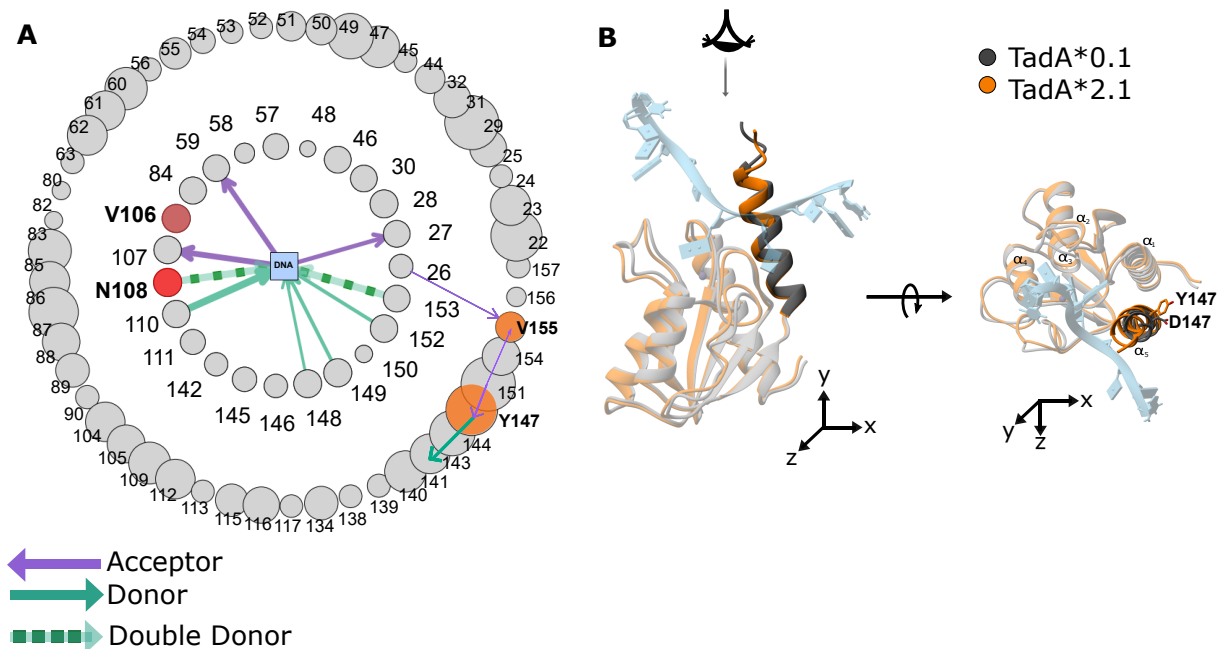 A
52
51
50
49
47
45
44
32
31
29
25
24
23
22
157
156
V155
154
151
Y147
144
143
141
140
139
138
134
117
116
115
113
112
109
105
104
90
89
88
87
86
85
83
82
80
63
62
61
60
56
55
54
53
57
48
46
30
28
27
26
153
152
150
149
148
146
145
142
111
110
N108
107
V106
84
59
58
DNA
Acceptor
Donor
Double Donor
B
TadA*0.1
TadA*2.1
y
x
z
α₂
α₁
α₃
α₄
Y147
D147
α₅
x
y
z